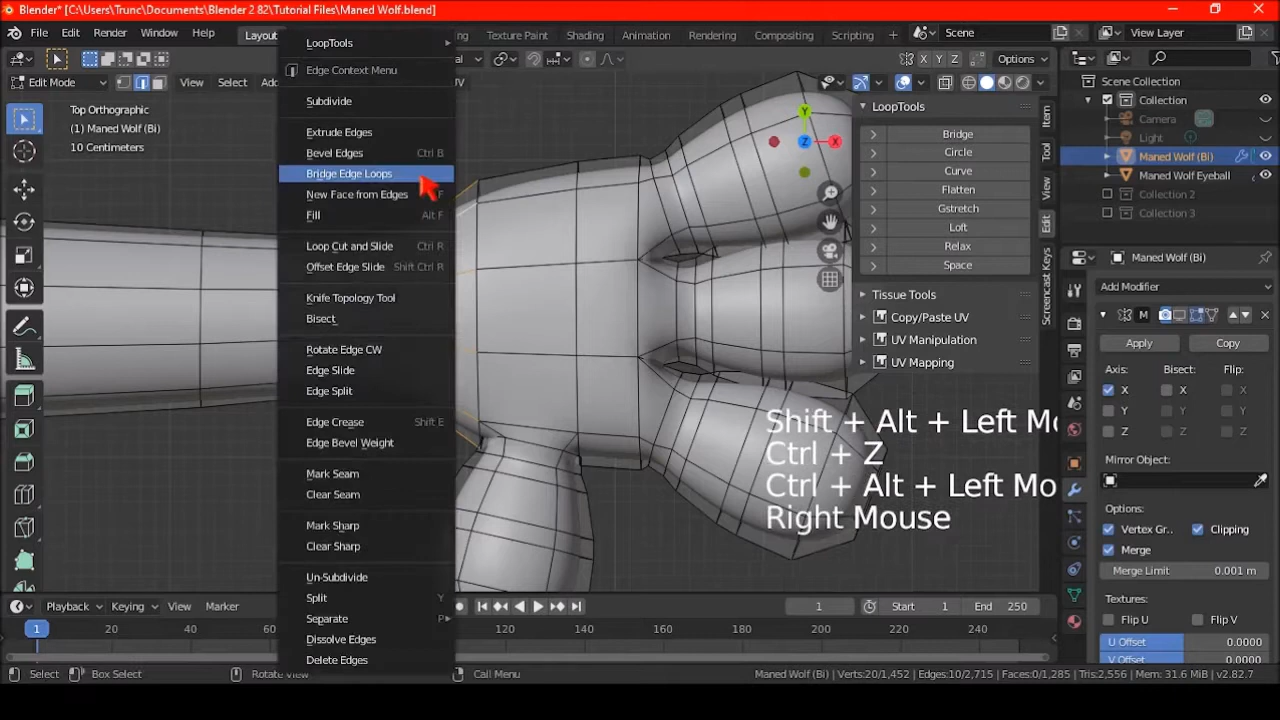 Blender* [C:\Users\Trunc\Documents\Blender 2 82\Tutorial Files\Maned Wolf.blend]
File Edit Render Window Help Layout Texture Paint Shading Animation Rendering Compositing Scripting Scene View Layer
X Y Z Options
Edit Mode View Select Add UV
Top Orthographic
(1) Maned Wolf (Bi)
10 Centimeters
LoopTools
Edge Context Menu
Subdivide
Extrude Edges
Bevel Edges Ctrl B
Bridge Edge Loops
New Face from Edges F
Fill Alt F
Loop Cut and Slide Ctrl R
Offset Edge Slide Shift Ctrl R
Knife Topology Tool
Bisect
Rotate Edge CW
Edge Slide
Edge Split
Edge Crease Shift E
Edge Bevel Weight
Mark Seam
Clear Seam
Mark Sharp
Clear Sharp
Un-Subdivide
Split Y
Separate P
Dissolve Edges
Delete Edges
Y
Z X
LoopTools
Bridge
Circle
Curve
Flatten
Gstretch
Loft
Relax
Space
Tissue Tools
Copy/Paste UV
UV Manipulation
UV Mapping
Item
Tool
View
Edit
Screencast Keys
Shift + Alt + Left Mo
Ctrl + Z
Ctrl + Alt + Left Mo
Right Mouse
Scene Collection
Collection
Camera
Light
Maned Wolf (Bi)
Maned Wolf Eyeball
Collection 2
Collection 3
Maned Wolf (Bi)
Add Modifier
M
Apply Copy
Axis: Bisect: Flip:
X X X
Y Y Y
Z Z Z
Mirror Object:
Options:
Vertex Gr... Clipping
Merge
Merge Limit 0.001 m
Textures:
Flip U Flip V
U Offset 0.0000
V Offset 0.0000
Playback Keying View Marker 1 Start 1 End 250
1 20 40 60 120 140 160 180 200 220 240
Select Box Select Rotate View Call Menu Maned Wolf (Bi) | Verts:20/1,452 | Edges:10/2,715 | Faces:0/1,285 | Tris:2,556 | Mem: 31.6 MiB | v2.82.7